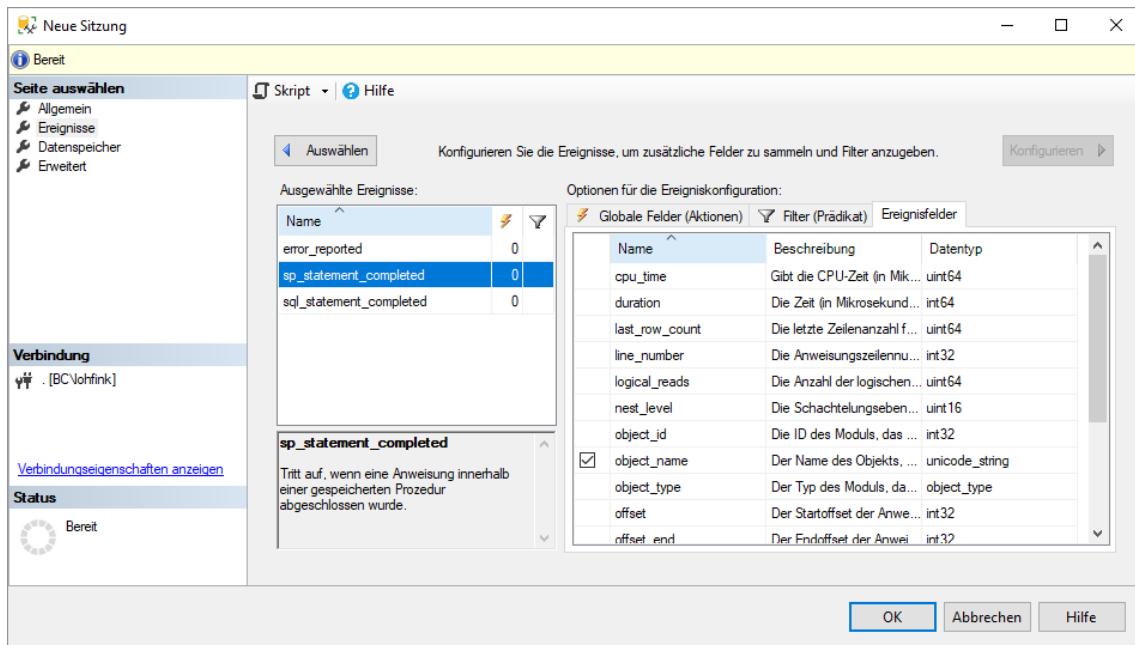 Neue Sitzung
Bereit
Seite auswählen
Allgemein
Ereignisse
Datenspeicher
Erweitert
Verbindung
. [BC\lohfink]
Verbindungseigenschaften anzeigen
Status
Bereit
Skript Hilfe
Auswählen
Konfigurieren Sie die Ereignisse, um zusätzliche Felder zu sammeln und Filter anzugeben.
Konfigurieren
Ausgewählte Ereignisse:
Name
error_reported 0
sp_statement_completed 0
sql_statement_completed 0
sp_statement_completed
Tritt auf, wenn eine Anweisung innerhalb
einer gespeicherten Prozedur
abgeschlossen wurde.
Optionen für die Ereigniskonfiguration:
Globale Felder (Aktionen) Filter (Prädikat) Ereignisfelder
Name Beschreibung Datentyp
cpu_time Gibt die CPU-Zeit (in Mik... uint64
duration Die Zeit (in Mikrosekund... int64
last_row_count Die letzte Zeilenanzahl f... uint64
line_number Die Anweisungszeilennu... int32
logical_reads Die Anzahl der logischen... uint64
nest_level Die Schachtelungseben... uint16
object_id Die ID des Moduls, das ... int32
object_name Der Name des Objekts, ... unicode_string
object_type Der Typ des Moduls, da... object_type
offset Der Startoffset der Anwe... int32
offset_end Der Endoffset der Anwei... int32
OK Abbrechen Hilfe